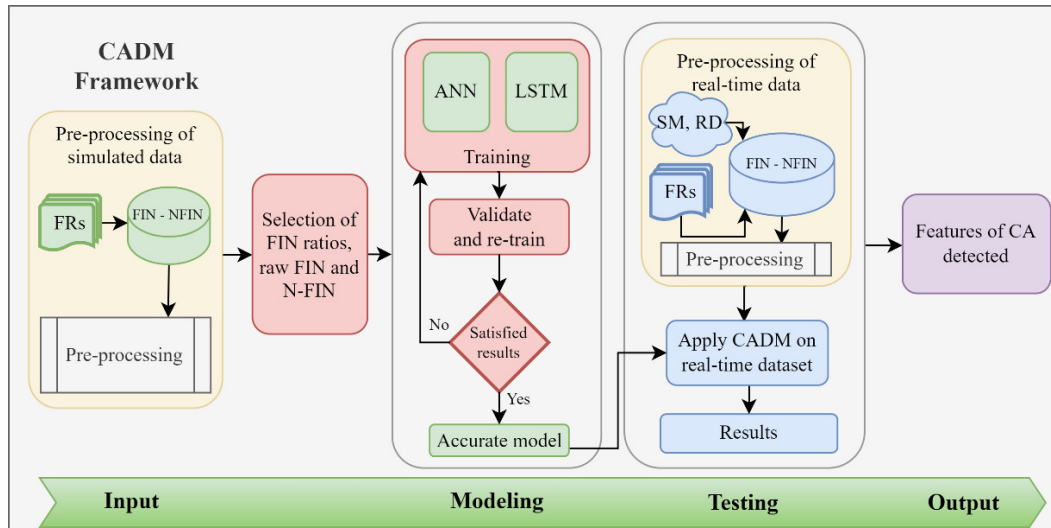 CADM
Framework
Pre-processing of
simulated data
FRs
FIN - NFIN
Pre-processing
Selection of
FIN ratios,
raw FIN and
N-FIN
ANN
LSTM
Training
Validate
and re-train
No
Satisfied
results
Yes
Accurate model
Pre-processing of
real-time data
SM, RD
FIN - NFIN
FRs
Pre-processing
Apply CADM on
real-time dataset
Results
Features of CA
detected
Input
Modeling
Testing
Output